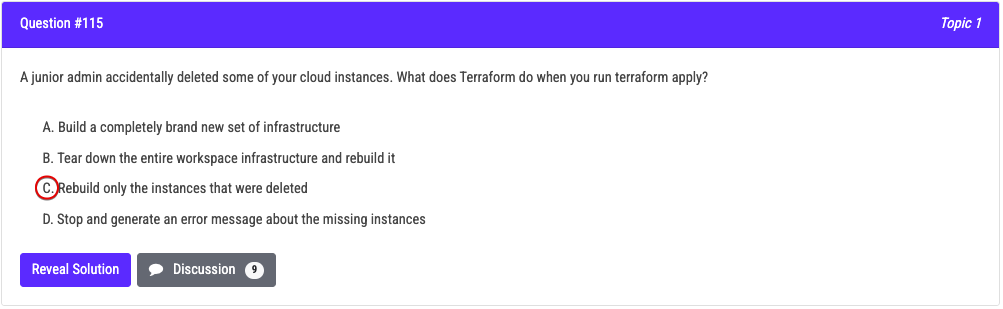 Question #115 Topic 1
A junior admin accidentally deleted some of your cloud instances. What does Terraform do when you run terraform apply?
A. Build a completely brand new set of infrastructure
B. Tear down the entire workspace infrastructure and rebuild it
C. Rebuild only the instances that were deleted
D. Stop and generate an error message about the missing instances
Reveal Solution Discussion 9